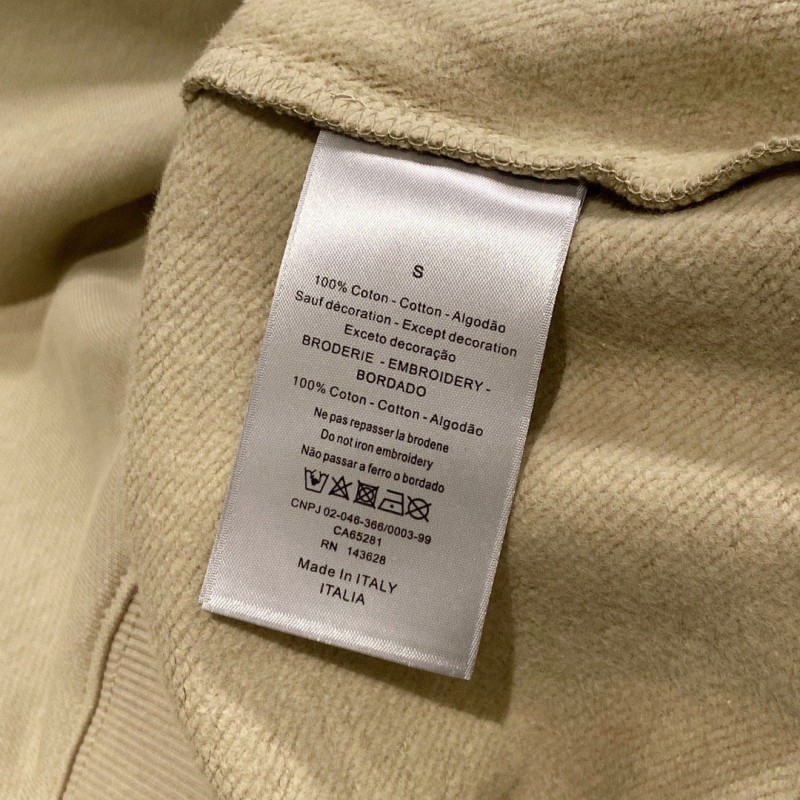 S
100% Coton - Cotton - Algodão
Sauf décoration - Except decoration
Exceto decoração
BRODERIE - EMBROIDERY -
BORDADO
100% Coton - Cotton - Algodão
Ne pas repasser la brodene
Do not iron embroidery
Não passar a ferro o bordado
CNPJ 02-046-366/0003-99
CA65281
RN 143628
Made In ITALY
ITALIA